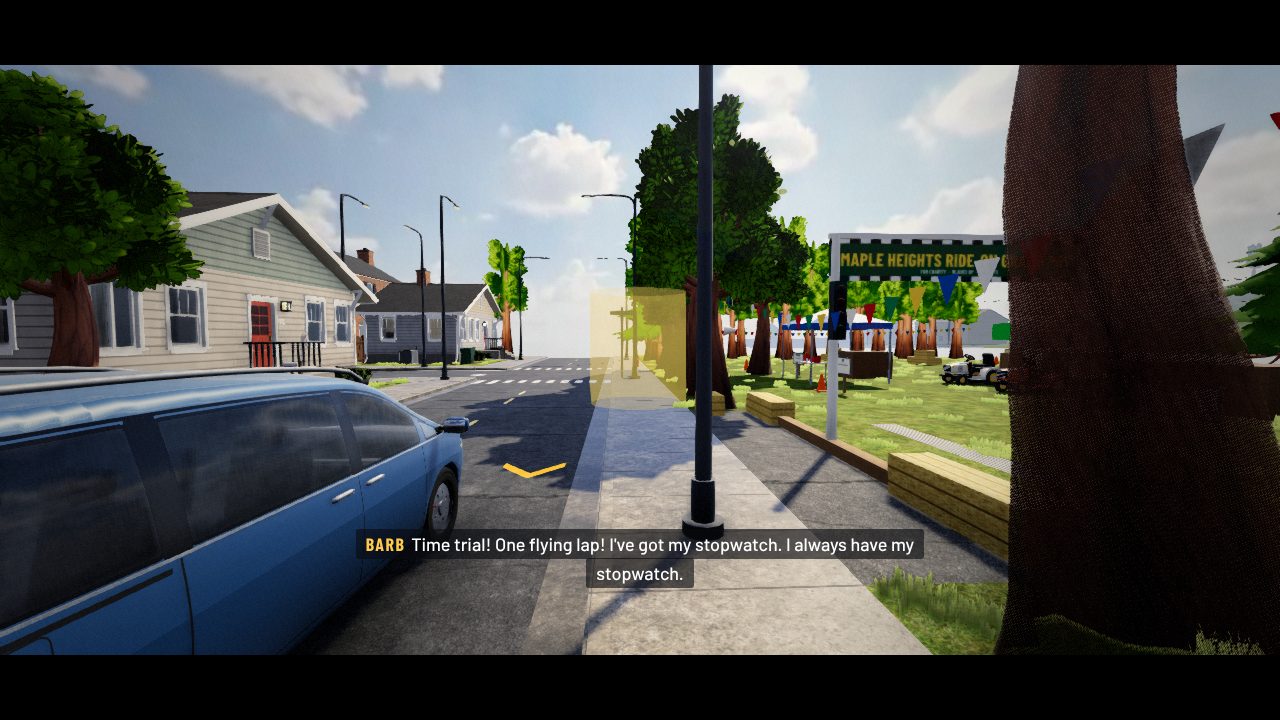 MAPLE HEIGHTS RIDE
BARB Time trial! One flying lap! I've got my stopwatch. I always have my
stopwatch.